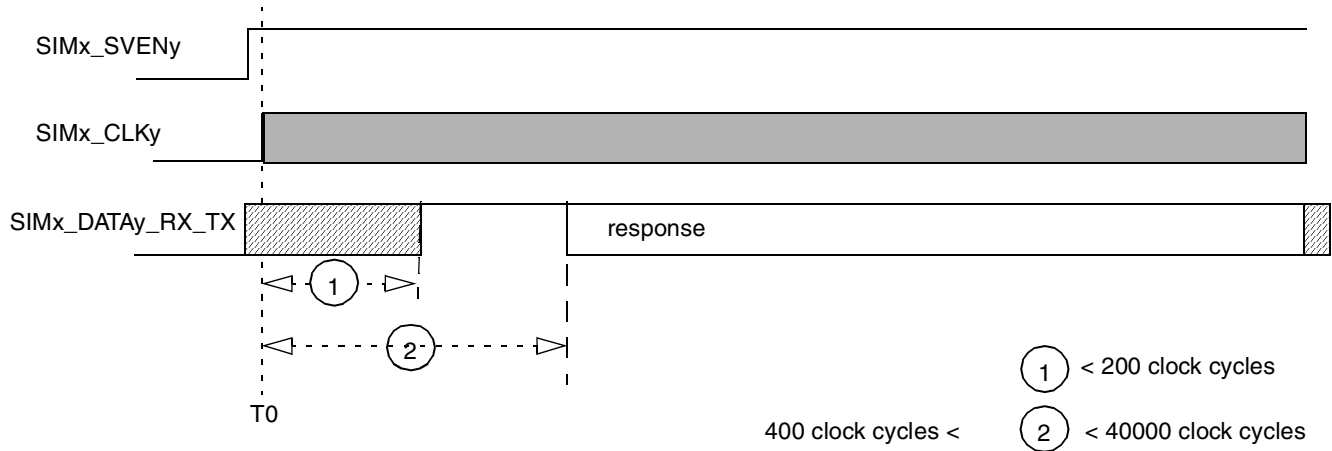 SIMx_SVENy
SIMx_CLKy
SIMx_DATAy_RX_TX
response
1
2
T0
1 < 200 clock cycles
400 clock cycles < 2 < 40000 clock cycles